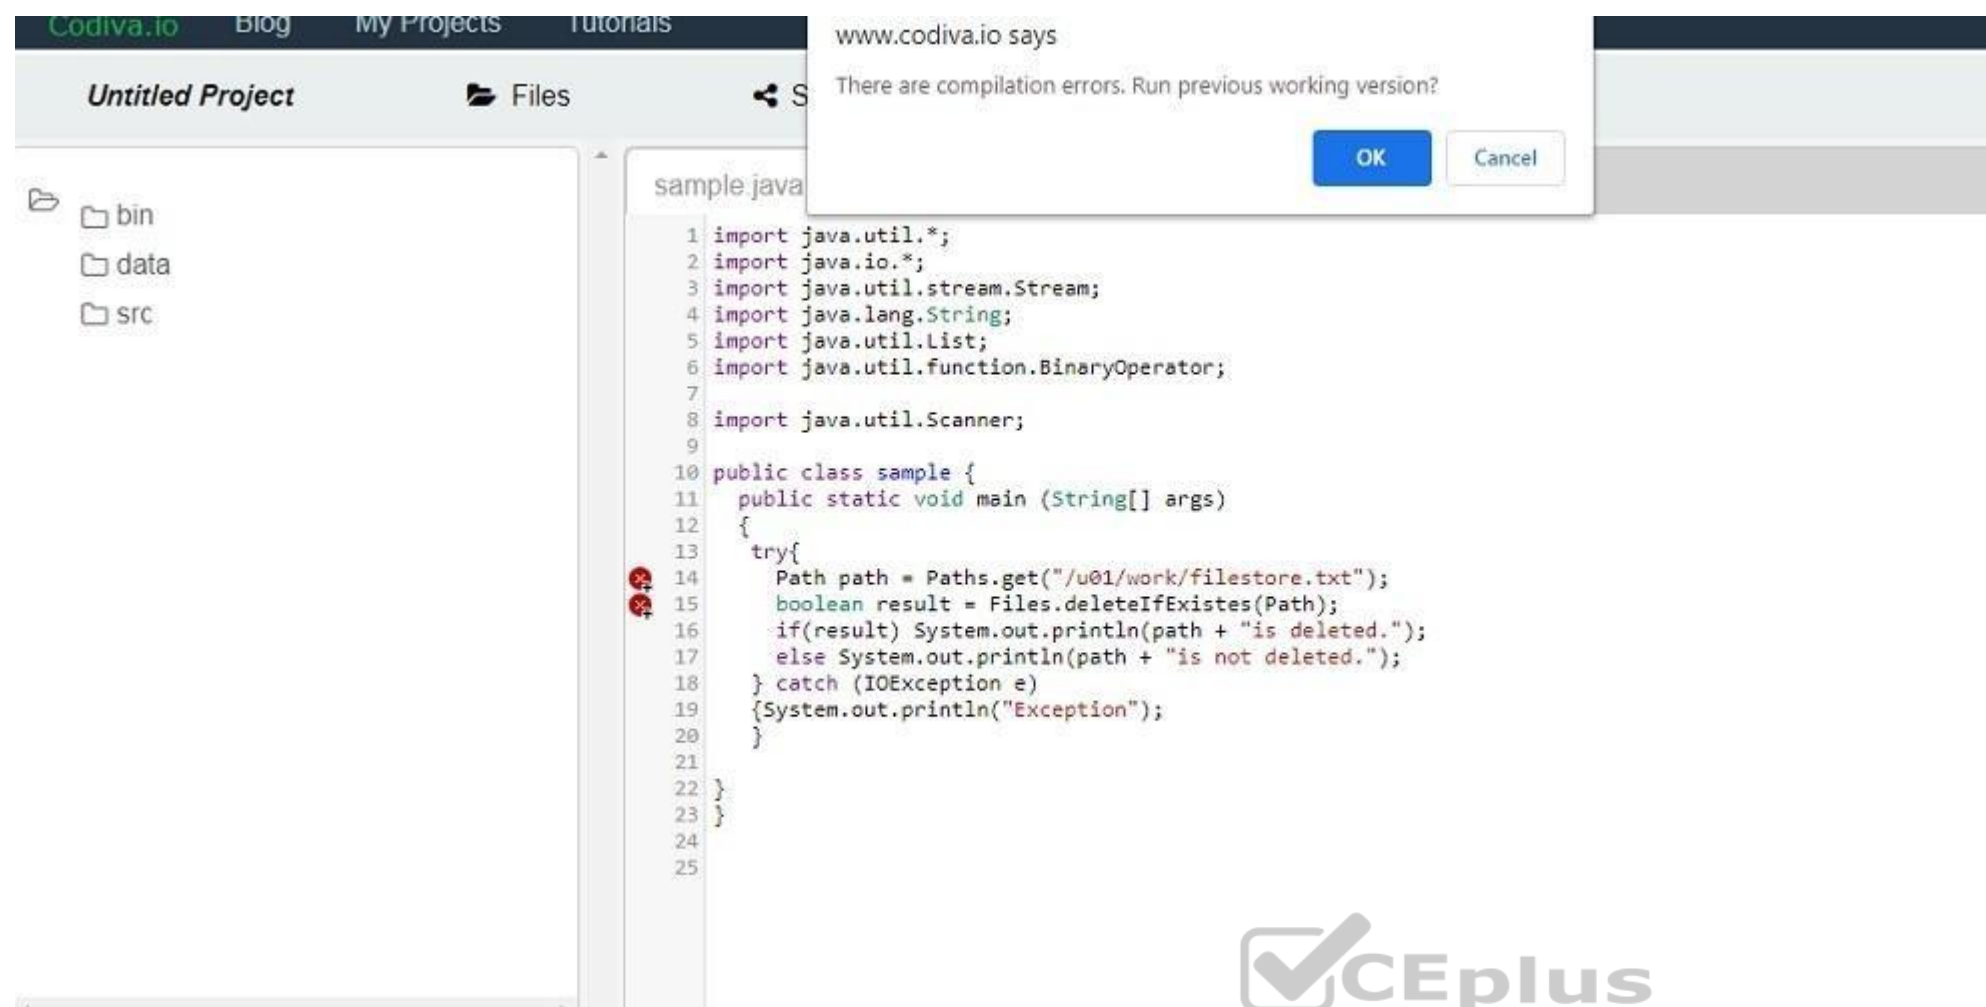 Codiva.io Blog My Projects Tutorials
www.codiva.io says
There are compilation errors. Run previous working version?
OK Cancel
Untitled Project Files S
bin
data
src
sample.java
1 import java.util.*;
2 import java.io.*;
3 import java.util.stream.Stream;
4 import java.lang.String;
5 import java.util.List;
6 import java.util.function.BinaryOperator;
7
8 import java.util.Scanner;
9
10 public class sample {
11 public static void main (String[] args)
12 {
13 try{
14 Path path = Paths.get("/u01/work/filestore.txt");
15 boolean result = Files.deleteIfExistes(Path);
16 if(result) System.out.println(path + "is deleted.");
17 else System.out.println(path + "is not deleted.");
18 } catch (IOException e)
19 {System.out.println("Exception");
20 }
21
22 }
23 }
24
25
CEplus